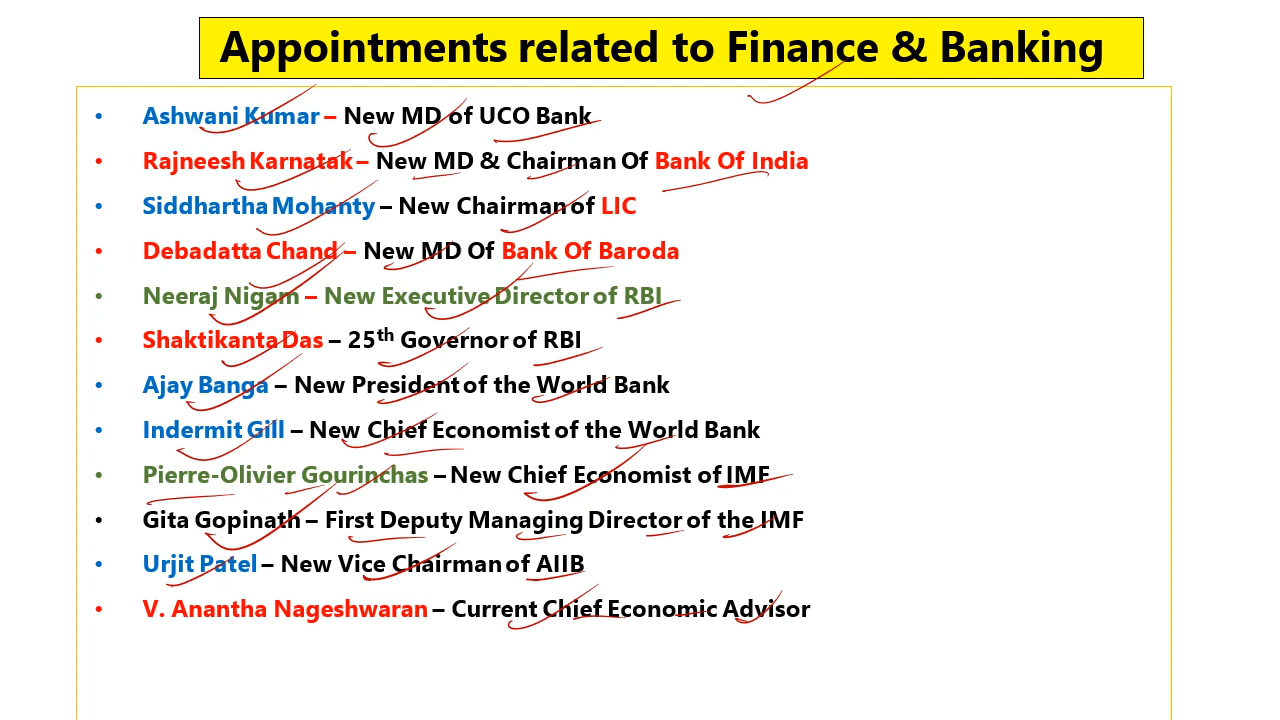 Appointments related to Finance & Banking
• Ashwani Kumar – New MD of UCO Bank
• Rajneesh Karnatak – New MD & Chairman Of Bank Of India
• Siddhartha Mohanty – New Chairman of LIC
• Debadatta Chand – New MD Of Bank Of Baroda
• Neeraj Nigam – New Executive Director of RBI
• Shaktikanta Das – 25th Governor of RBI
• Ajay Banga – New President of the World Bank
• Indermit Gill – New Chief Economist of the World Bank
• Pierre-Olivier Gourinchas – New Chief Economist of IMF
• Gita Gopinath – First Deputy Managing Director of the IMF
• Urjit Patel – New Vice Chairman of AIIB
• V. Anantha Nageshwaran – Current Chief Economic Advisor